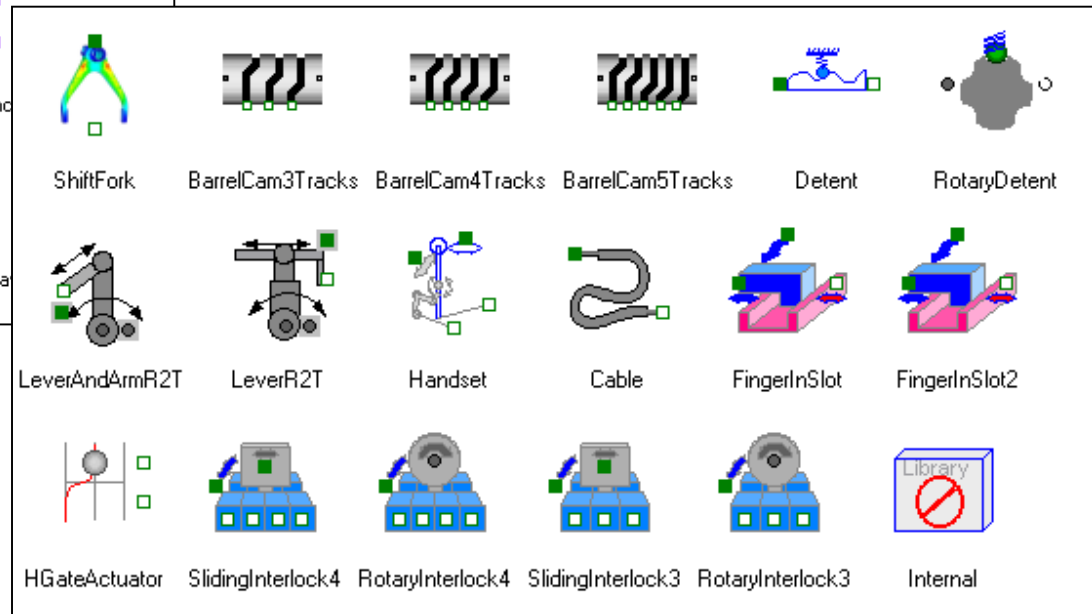 ShiftFork BarrelCam3Tracks BarrelCam4Tracks BarrelCam5Tracks Detent RotaryDetent
LeverAndArmR2T LeverR2T Handset Cable FingerInSlot FingerInSlot2
Library
HGateActuator SlidingInterlock4 RotaryInterlock4 SlidingInterlock3 RotaryInterlock3 Internal